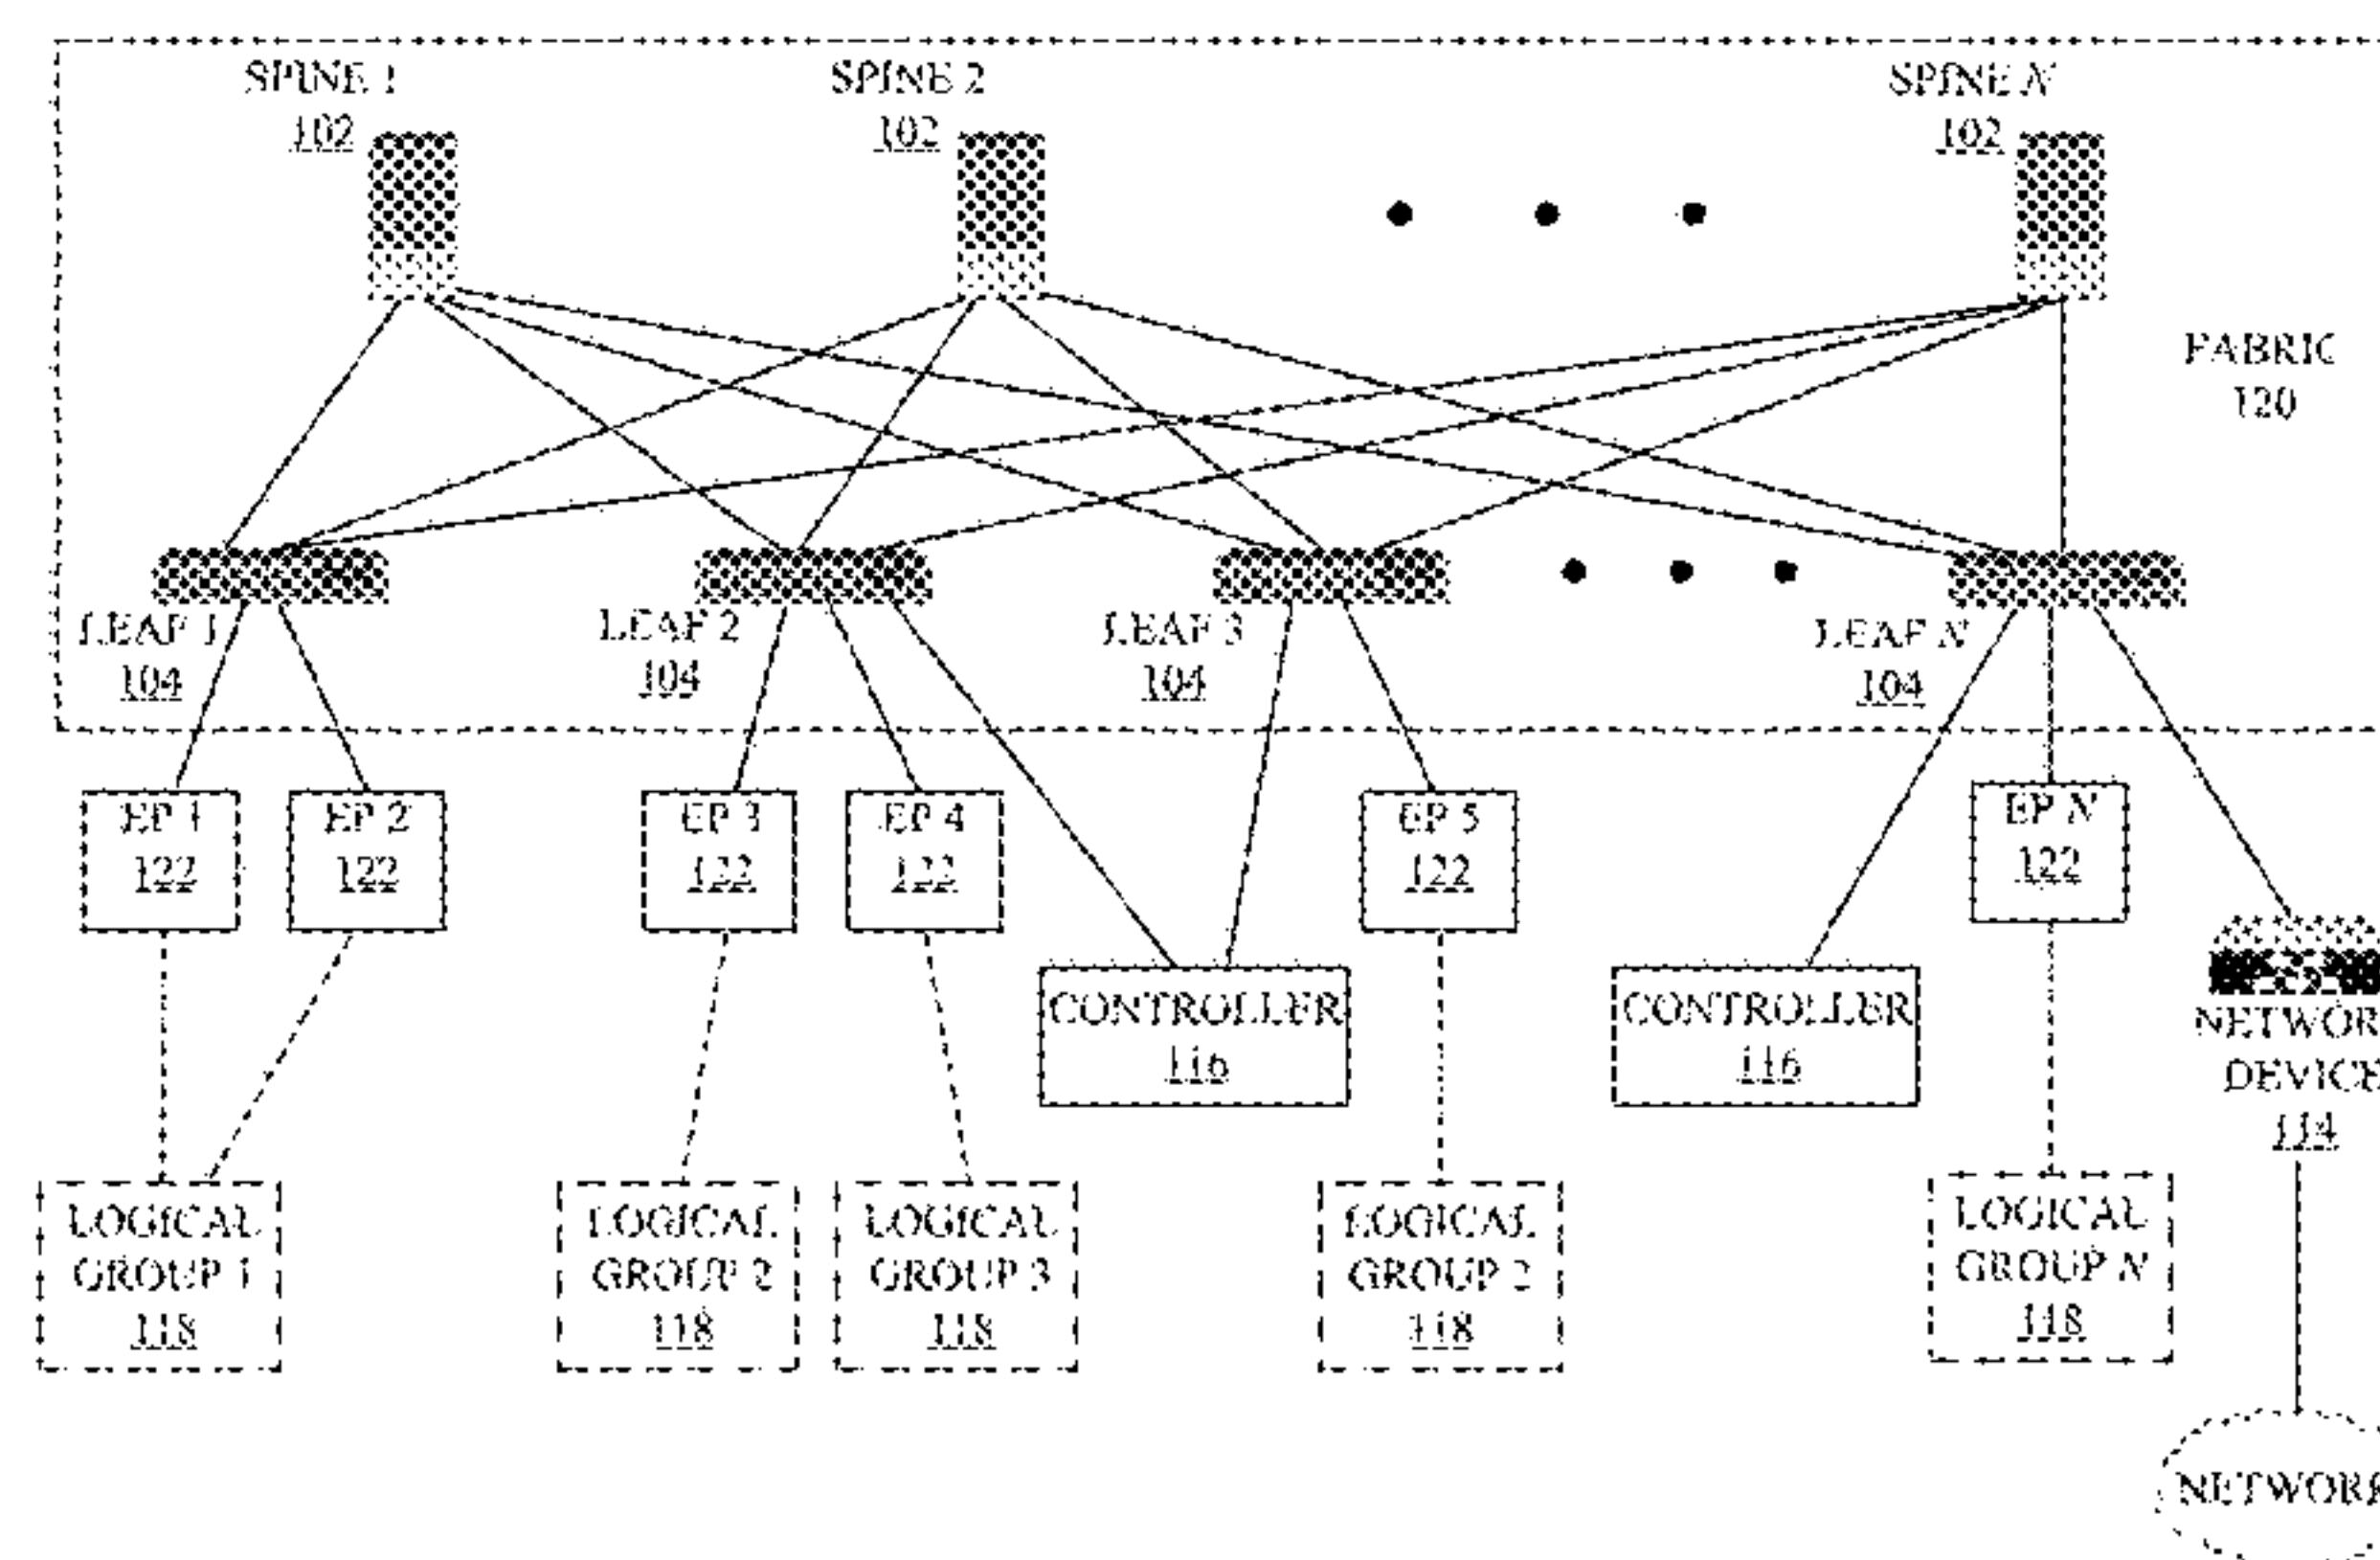 SPINE 1
102
SPINE 2
102
SPINE N
102
FABRIC
120
LEAF 1
104
LEAF 2
104
LEAF 3
104
LEAF N
104
EP 1
122
EP 2
122
EP 3
122
EP 4
122
EP 5
122
EP N
122
CONTROLLER
116
CONTROLLER
116
NETWOR
DEVICE
114
LOGICAL
GROUP 1
118
LOGICAL
GROUP 2
118
LOGICAL
GROUP 3
118
LOGICAL
GROUP 2
118
LOGICAL
GROUP N
118
NETWORK